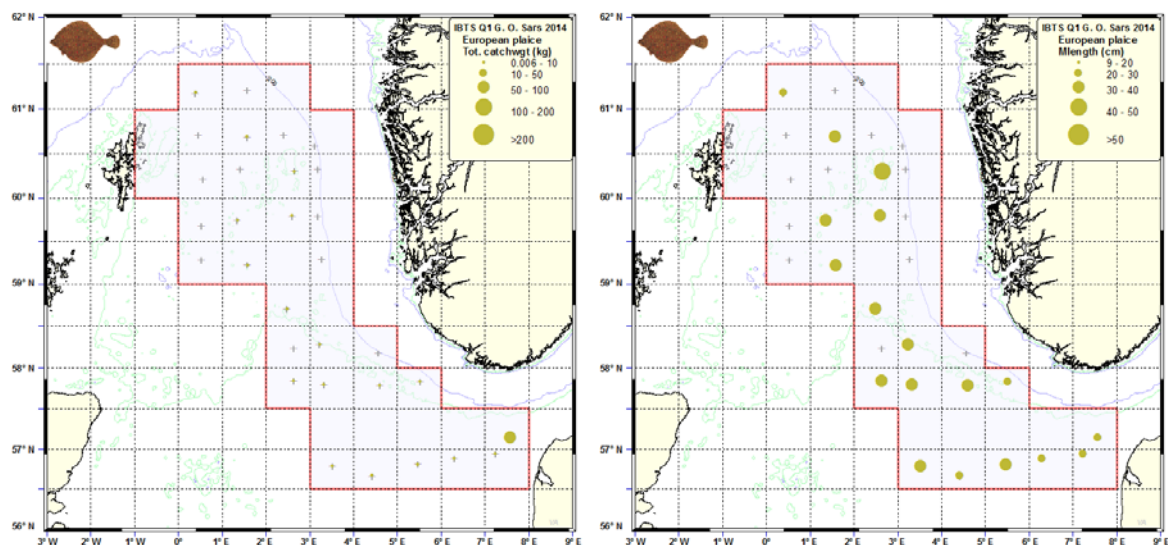 62° N
61° N
60° N
59° N
58° N
57° N
56° N
3° W
2° W
1° W
0°
1° E
2° E
3° E
4° E
5° E
6° E
7° E
8° E
9° E
IBTS Q1 G. O. Sars 2014
European plaice
Tot. catchwgt (kg)
0.006 - 10
10 - 50
50 - 100
100 - 200
>200
62° N
61° N
60° N
59° N
58° N
57° N
56° N
3° W
2° W
1° W
0°
1° E
2° E
3° E
4° E
5° E
6° E
7° E
8° E
9° E
IBTS Q1 G. O. Sars 2014
European plaice
Mlength (cm)
9 - 20
20 - 30
30 - 40
40 - 50
>50